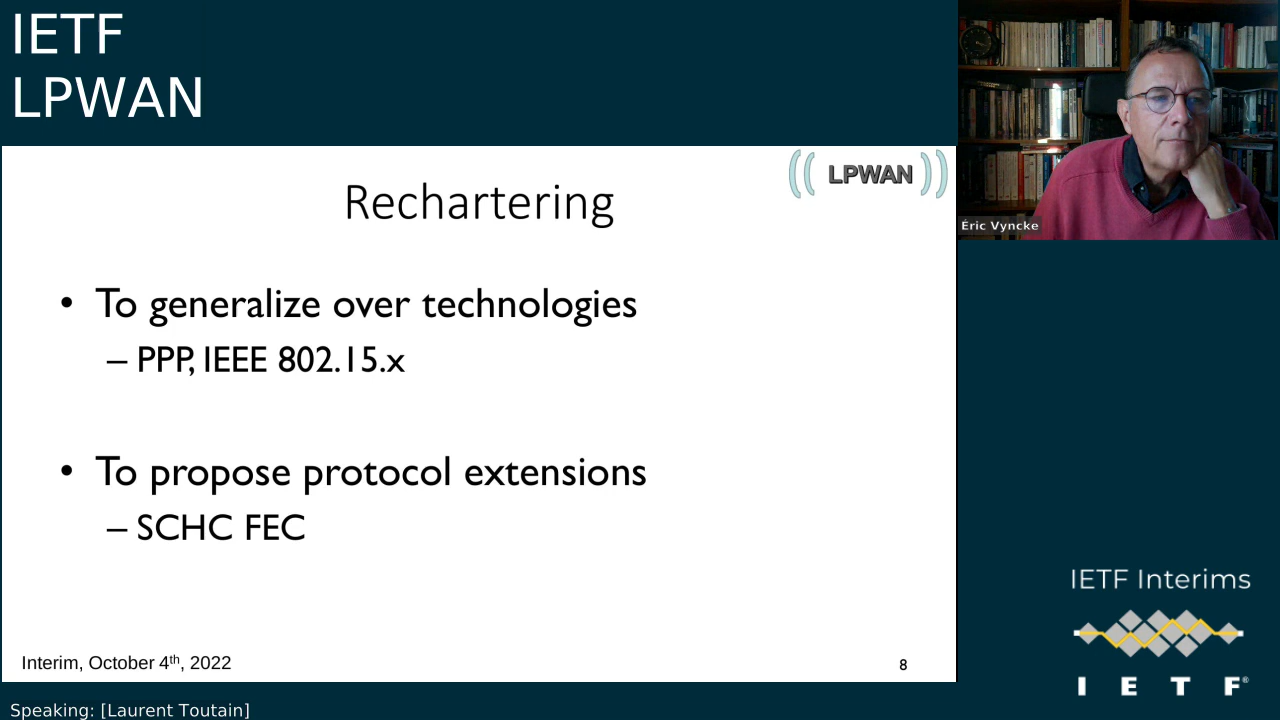 IETF
LPWAN
LPWAN
Rechartering
• To generalize over technologies
– PPP, IEEE 802.15.x
• To propose protocol extensions
– SCHC FEC
Interim, October 4th, 2022
8
Éric Vyncke
IETF Interims
I E T F®
Speaking: [Laurent Toutain]